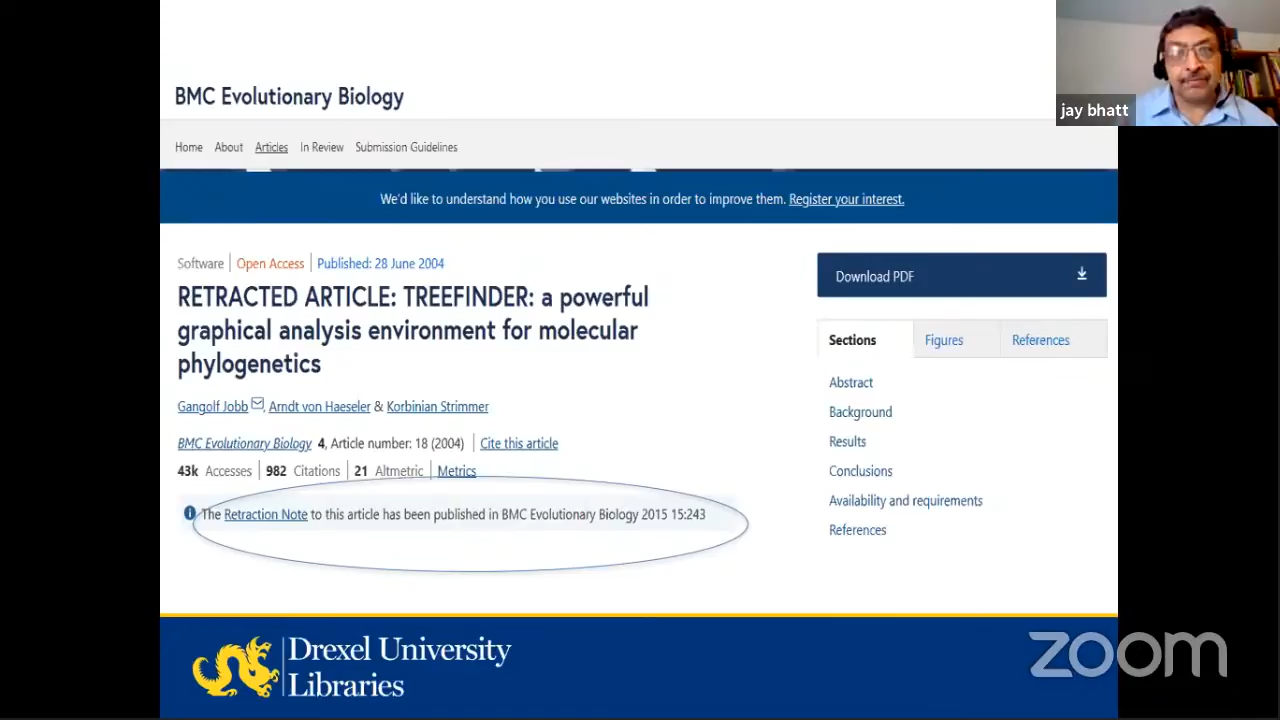 BMC Evolutionary Biology
jay bhatt
Home About Articles In Review Submission Guidelines
We'd like to understand how you use our websites in order to improve them. Register your interest.
Software Open Access Published: 28 June 2004
RETRACTED ARTICLE: TREEFINDER: a powerful
graphical analysis environment for molecular
phylogenetics
Gangolf Jobb, Arndt von Haeseler & Korbinian Strimmer
BMC Evolutionary Biology 4, Article number: 18 (2004) Cite this article
43k Accesses 982 Citations 21 Altmetric Metrics
The Retraction Note to this article has been published in BMC Evolutionary Biology 2015 15:243
Download PDF
Sections Figures References
Abstract
Background
Results
Conclusions
Availability and requirements
References
Drexel University
Libraries
zoom